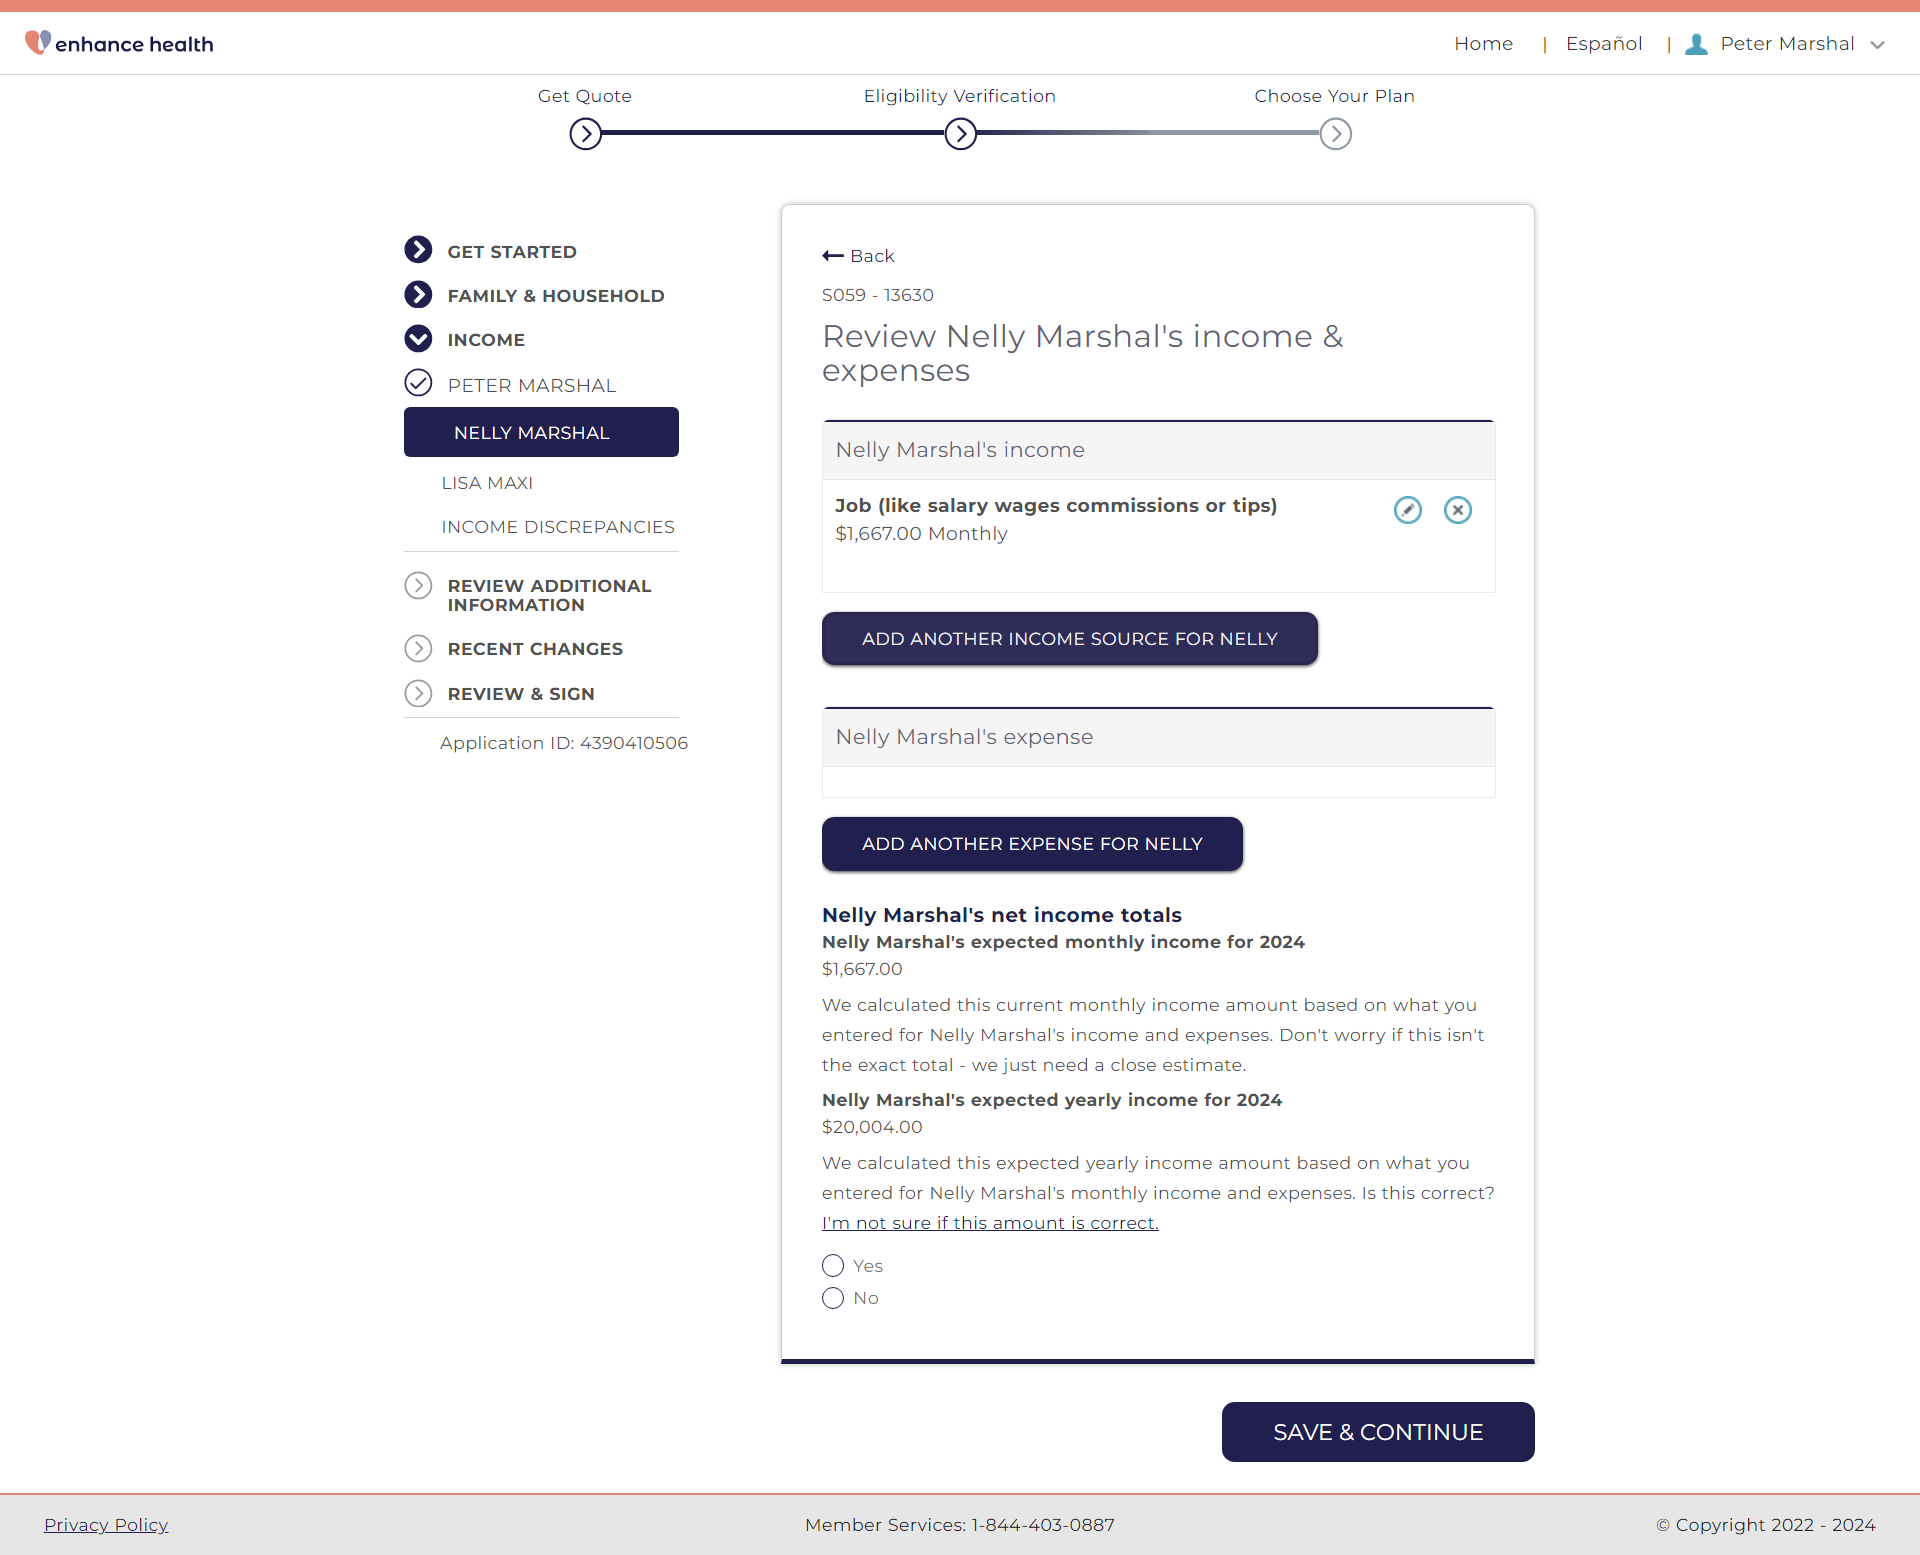 enhance health
Home | Español | Peter Marshal
Get Quote
Eligibility Verification
Choose Your Plan
GET STARTED
FAMILY & HOUSEHOLD
INCOME
PETER MARSHAL
NELLY MARSHAL
LISA MAXI
INCOME DISCREPANCIES
REVIEW ADDITIONAL
INFORMATION
RECENT CHANGES
REVIEW & SIGN
Application ID: 4390410506
Back
S059 - 13630
Review Nelly Marshal's income &
expenses
Nelly Marshal's income
Job (like salary wages commissions or tips)
$1,667.00 Monthly
ADD ANOTHER INCOME SOURCE FOR NELLY
Nelly Marshal's expense
ADD ANOTHER EXPENSE FOR NELLY
Nelly Marshal's net income totals
Nelly Marshal's expected monthly income for 2024
$1,667.00
We calculated this current monthly income amount based on what you
entered for Nelly Marshal's income and expenses. Don't worry if this isn't
the exact total - we just need a close estimate.
Nelly Marshal's expected yearly income for 2024
$20,004.00
We calculated this expected yearly income amount based on what you
entered for Nelly Marshal's monthly income and expenses. Is this correct?
I'm not sure if this amount is correct.
Yes
No
SAVE & CONTINUE
Privacy Policy
Member Services: 1-844-403-0887
© Copyright 2022 - 2024